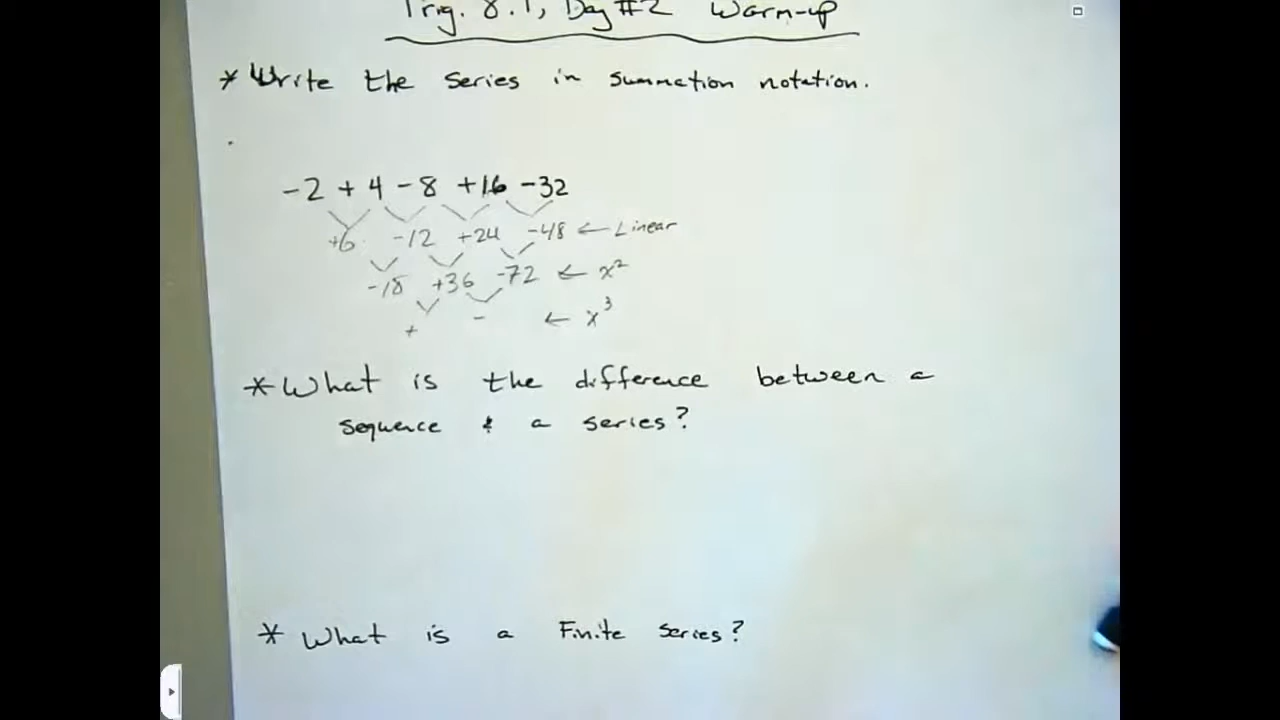 Trig. 8.1, Day #2 Warm-up
* Write the series in summation notation.
-2 + 4 - 8 + 16 - 32
+6 -12 +24 -48 ← Linear
-18 +36 -72 ← x²
+ - ← x³
* What is the difference between a
sequence & a series?
* What is a Finite series?